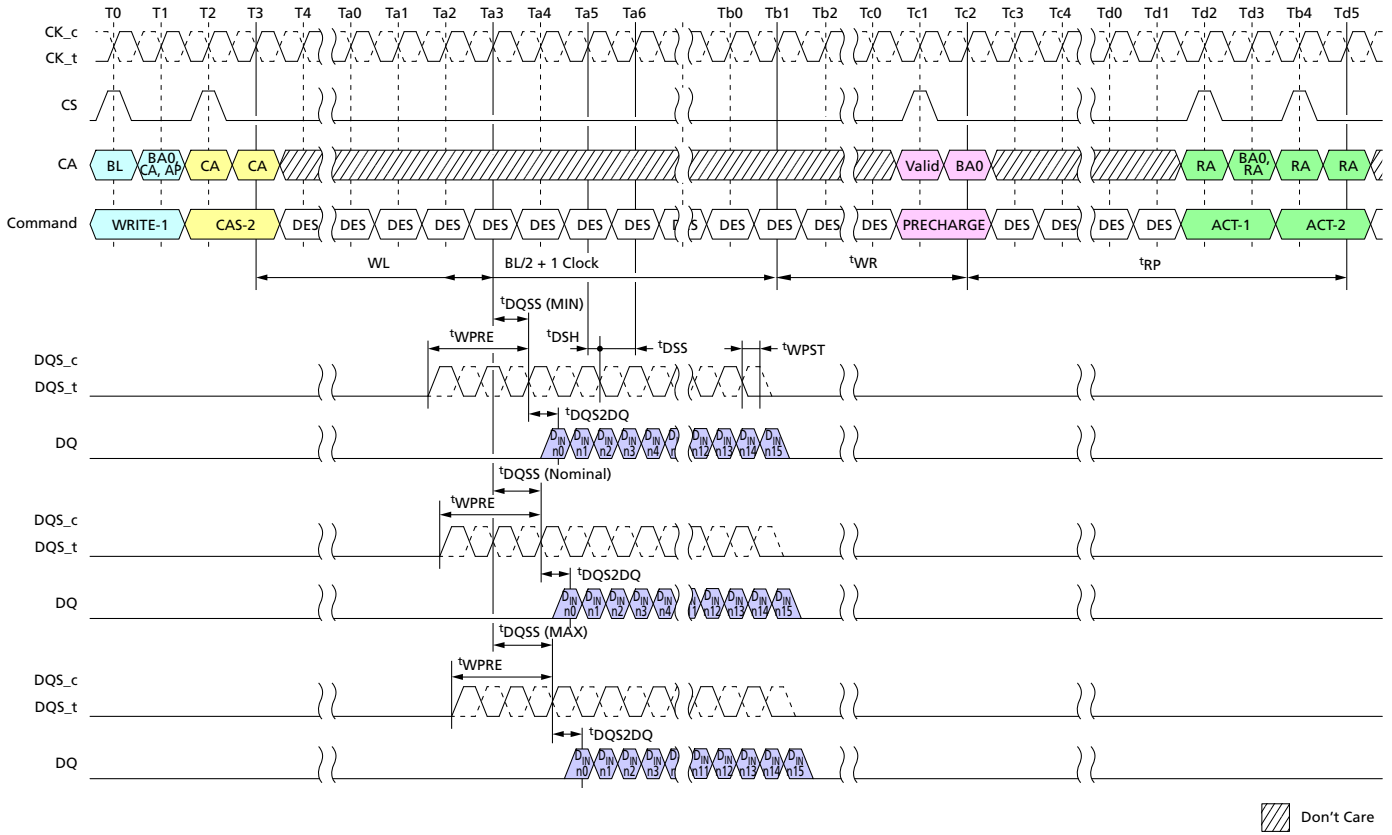 T0 T1 T2 T3 T4 Ta0 Ta1 Ta2 Ta3 Ta4 Ta5 Ta6 Tb0 Tb1 Tb2 Tc0 Tc1 Tc2 Tc3 Tc4 Td0 Td1 Td2 Td3 Tb4 Td5
CK_c
CK_t
CS
CA BL BA0, CA, AP CA CA Valid BA0 RA BA0, RA RA RA
Command WRITE-1 CAS-2 DES DES DES DES DES DES DES DES DES DES DES DES PRECHARGE DES DES DES DES ACT-1 ACT-2
WL BL/2 + 1 Clock tWR tRP
tDQSS (MIN)
tWPRE tDSH tDSS tWPST
DQS_c
DQS_t
tDQS2DQ
DQ DIN n0 DIN n1 DIN n2 DIN n3 DIN n4 DIN n12 DIN n13 DIN n14 DIN n15
tDQSS (Nominal)
tWPRE
DQS_c
DQS_t
tDQS2DQ
DQ DIN n0 DIN n1 DIN n2 DIN n3 DIN n4 DIN n12 DIN n13 DIN n14 DIN n15
tDQSS (MAX)
tWPRE
DQS_c
DQS_t
tDQS2DQ
DQ DIN n0 DIN n1 DIN n2 DIN n3 DIN n11 DIN n12 DIN n13 DIN n14 DIN n15
Don't Care